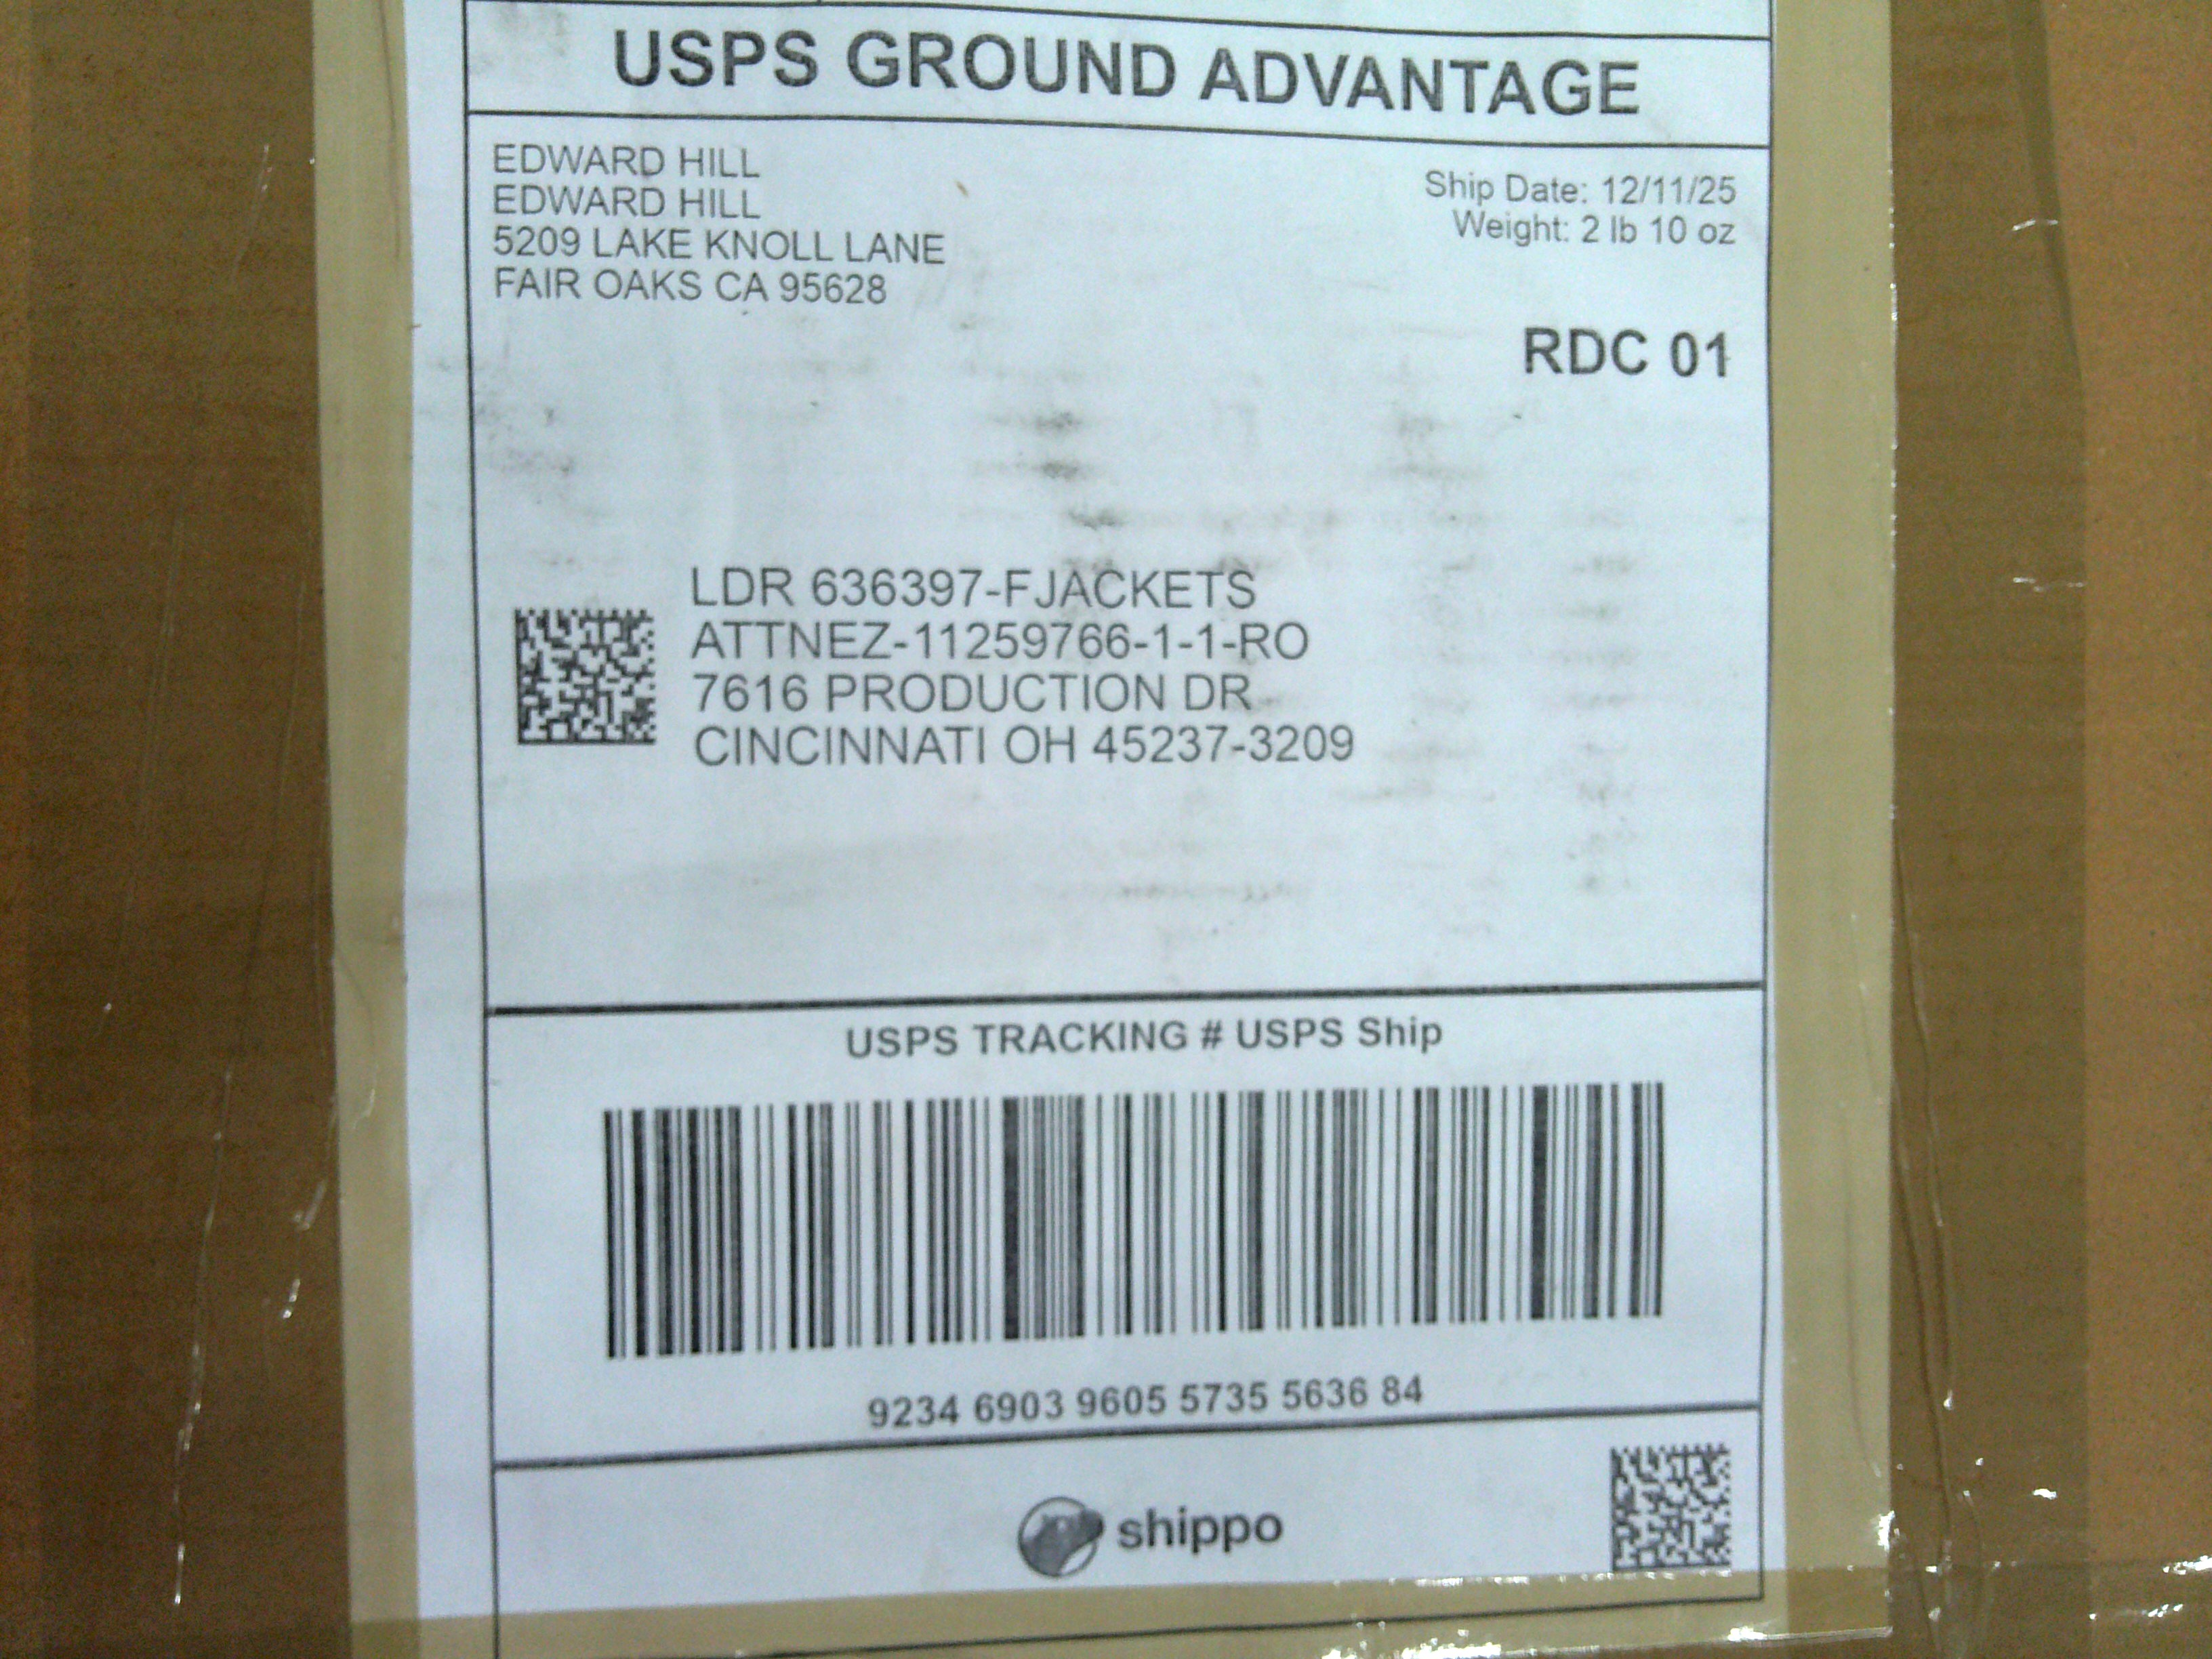 USPS GROUND ADVANTAGE
EDWARD HILL
EDWARD HILL
5209 LAKE KNOLL LANE
FAIR OAKS CA 95628
Ship Date: 12/11/25
Weight: 2 lb 10 oz
RDC 01
LDR 636397-FJACKETS
ATTNEZ-11259766-1-1-RO
7616 PRODUCTION DR
CINCINNATI OH 45237-3209
USPS TRACKING # USPS Ship
9234 6903 9605 5735 5636 84
shippo